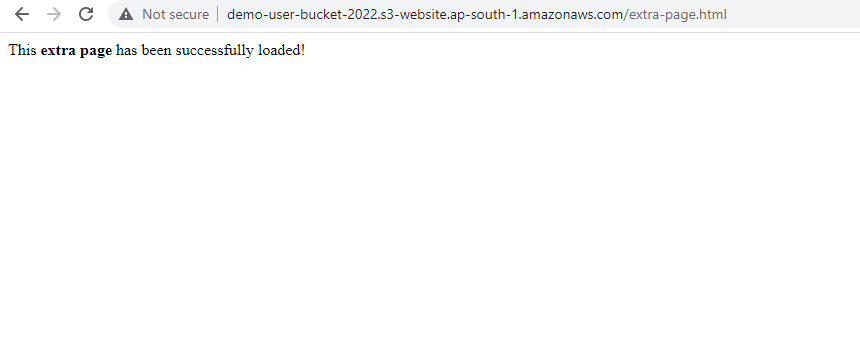 Not secure | demo-user-bucket-2022.s3-website.ap-south-1.amazonaws.com/extra-page.html
This extra page has been successfully loaded!